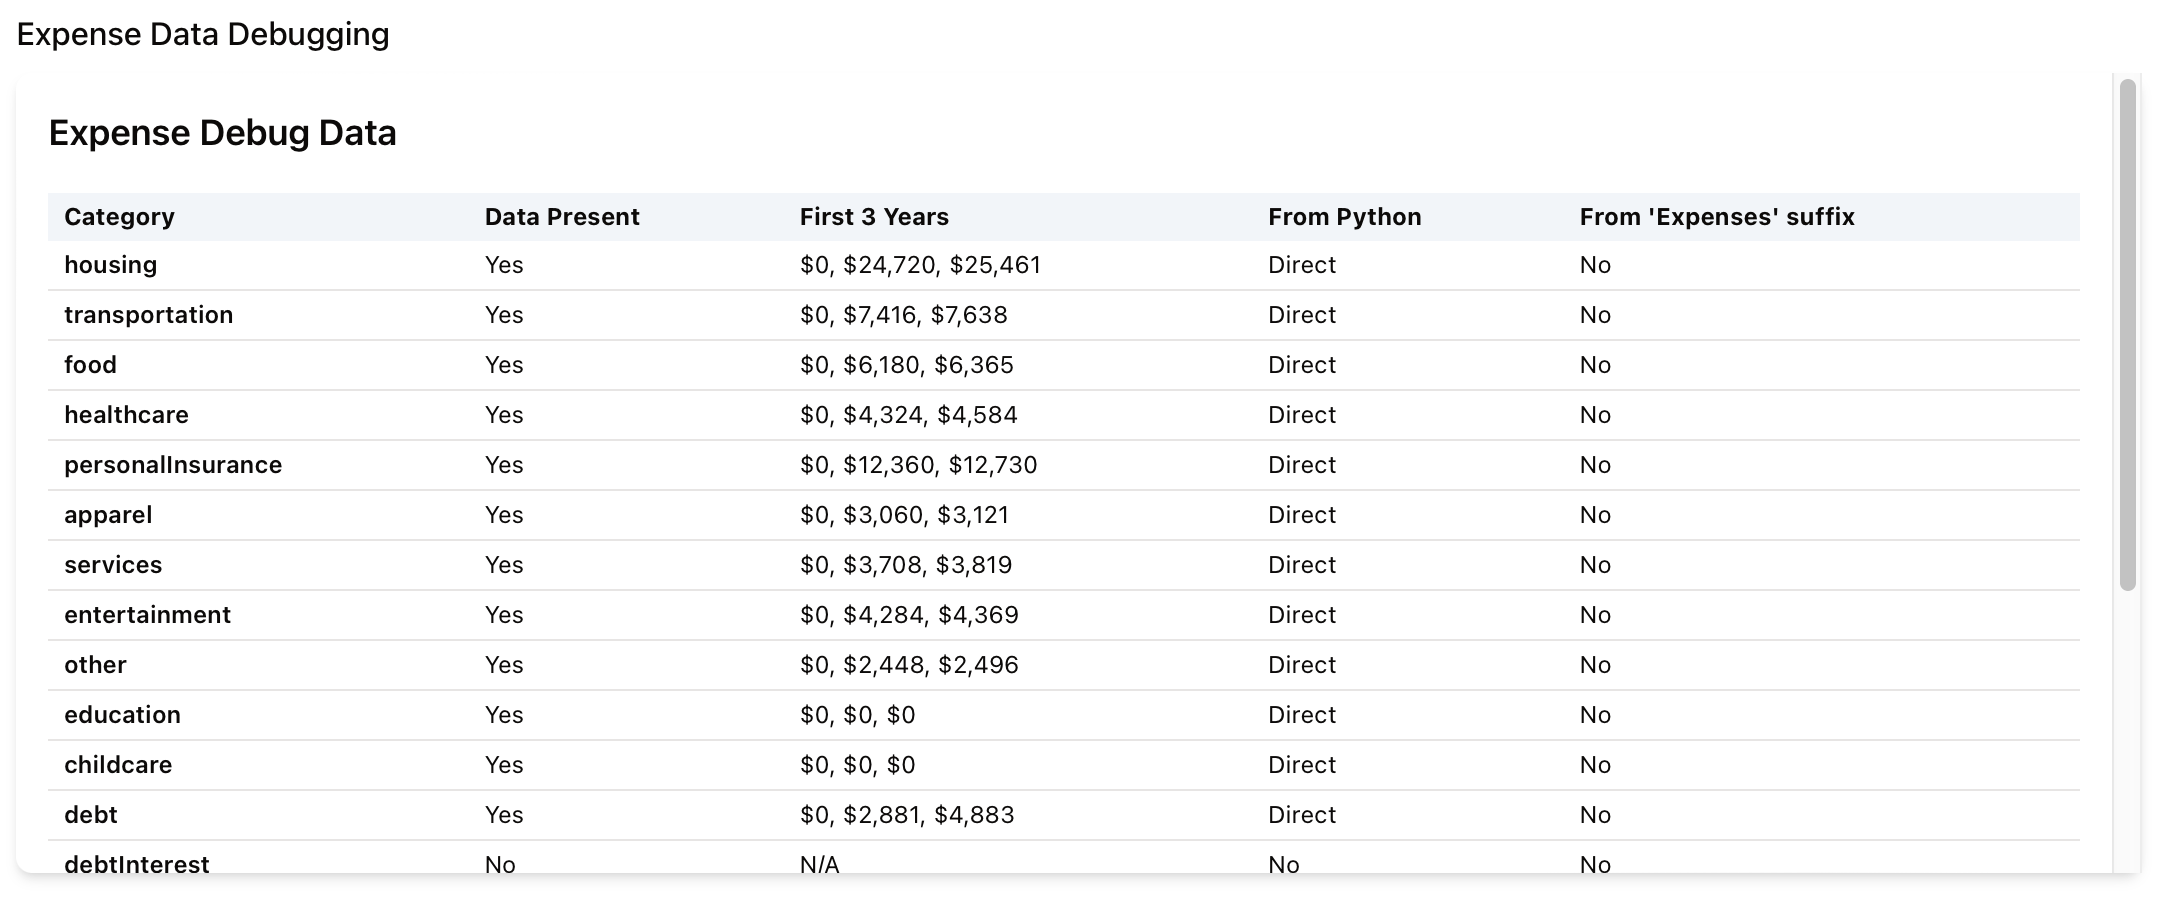 Expense Data Debugging
Expense Debug Data
Category Data Present First 3 Years From Python From 'Expenses' suffix
housing Yes $0, $24,720, $25,461 Direct No
transportation Yes $0, $7,416, $7,638 Direct No
food Yes $0, $6,180, $6,365 Direct No
healthcare Yes $0, $4,324, $4,584 Direct No
personalInsurance Yes $0, $12,360, $12,730 Direct No
apparel Yes $0, $3,060, $3,121 Direct No
services Yes $0, $3,708, $3,819 Direct No
entertainment Yes $0, $4,284, $4,369 Direct No
other Yes $0, $2,448, $2,496 Direct No
education Yes $0, $0, $0 Direct No
childcare Yes $0, $0, $0 Direct No
debt Yes $0, $2,881, $4,883 Direct No
debtInterest No N/A No No